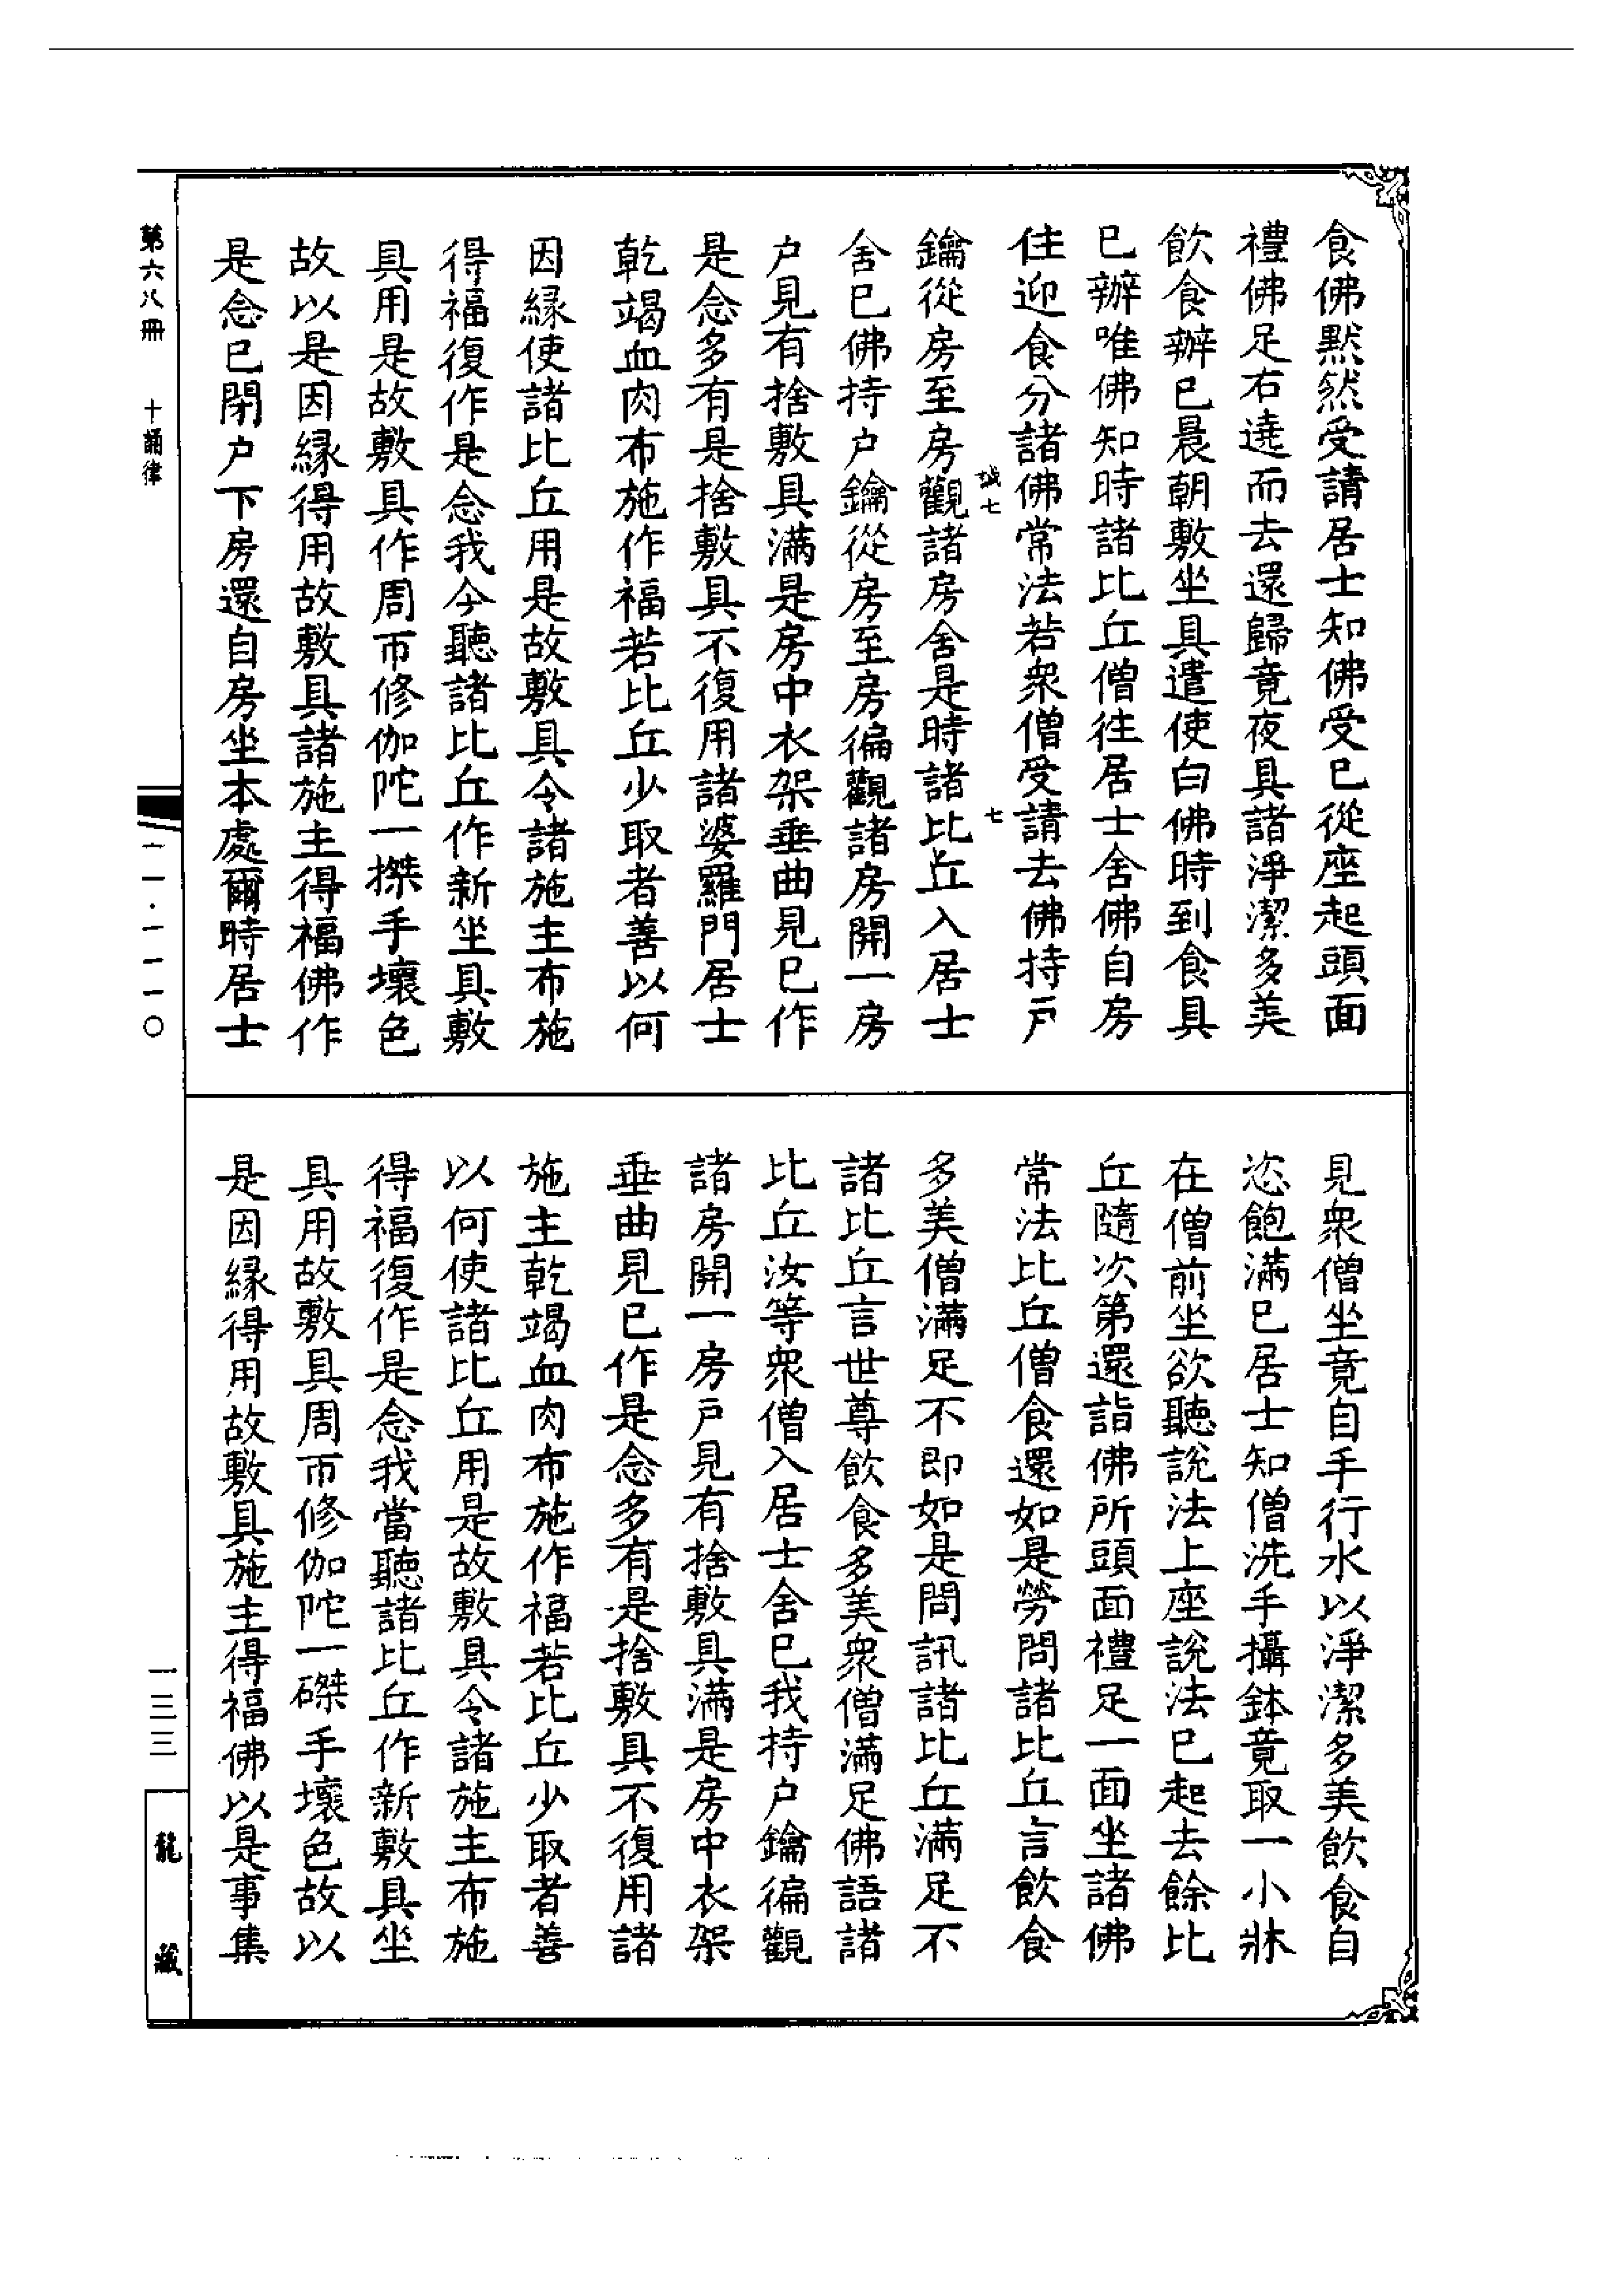 食佛默然受請居士知佛受已從座起頭面
禮佛足右遶而去還歸竟夜具諸淨潔多美
飲食辦已晨朝敷坐具遣使白佛時到食具
已辦唯佛知時諸比丘僧往居士舍佛自房
住迎食分諸佛常法若衆僧受請去佛持戶
鑰從房至房觀諸房舍是時諸比丘入居士
舍已佛持户鑰從房至房徧觀諸房開一房
户見有捨敷具滿是房中衣架垂曲見已作
是念多有是捨敷具不復用諸婆羅門居士
乾竭血肉布施作福若比丘少取者善以何
因緣使諸比丘用是故敷具令諸施主布施
得福復作是念我今聽諸比丘作新坐具敷
具用是故敷具作周帀修伽陀一搩手壞色
故以是因緣得用故敷具諸施主得福佛作
是念已閉户下房還自房坐本處爾時居士
見衆僧坐竟自手行水以淨潔多美飲食自
恣飽滿已居士知僧洗手攝鉢竟取一小牀
在僧前坐欲聽說法上座說法已起去餘比
丘隨次第還詣佛所頭面禮足一面坐諸佛
常法比丘僧食還如是勞問諸比丘言飲食
多美僧滿足不即如是問訊諸比丘滿足不
諸比丘言世尊飲食多美衆僧滿足佛語諸
比丘汝等衆僧入居士舍已我持户鑰徧觀
諸房開一房戶見有捨敷具滿是房中衣架
垂曲見已作是念多有是捨敷具不復用諸
施主乾竭血肉布施作福若比丘少取者善
以何使諸比丘用是故敷具令諸施主布施
得福復作是念我當聽諸比丘作新敷具坐
具用故敷具周帀修伽陀一磔手壞色故以
是因緣得用故敷具施主得福佛以是事集
第六八冊 十誦律
一一·一一一〇
一三三
龍藏
誠七
七